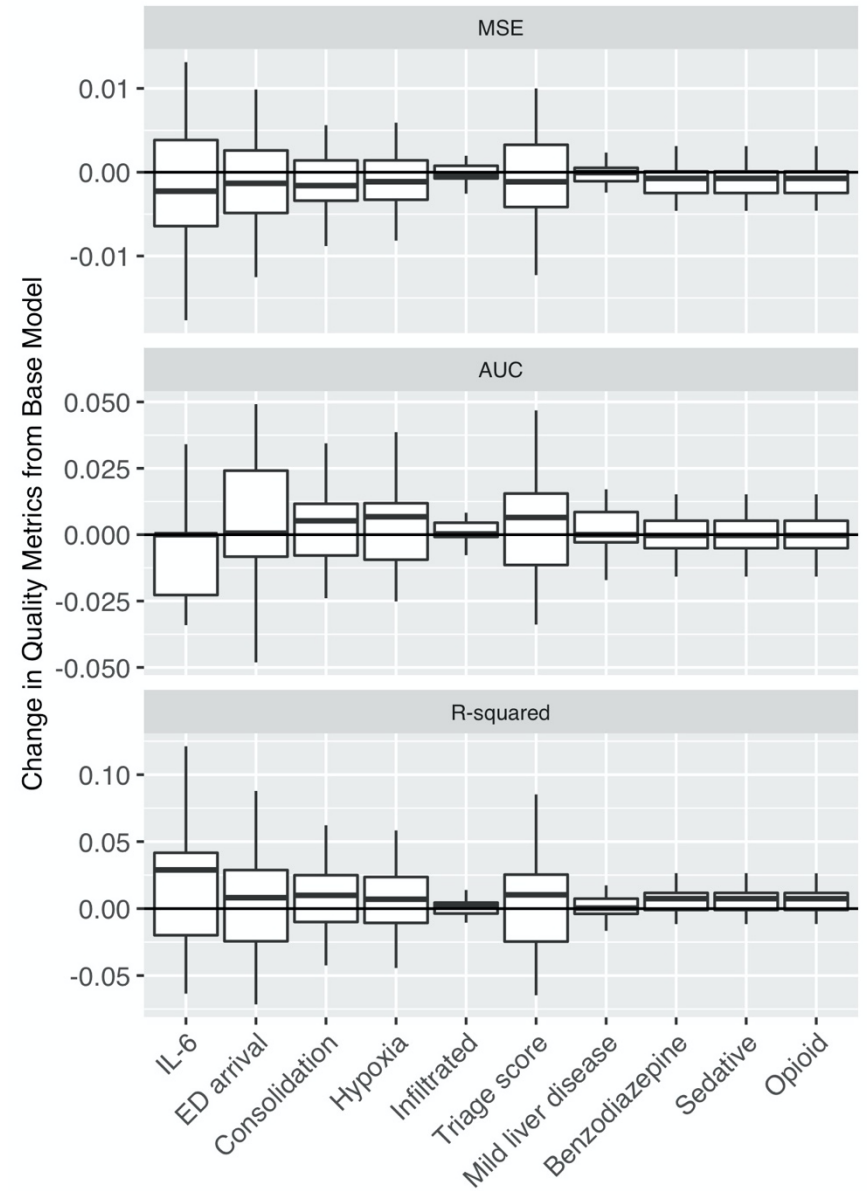 MSE
0.01
0.00
-0.01
AUC
0.050
0.025
0.000
-0.025
-0.050
R-squared
0.10
0.05
0.00
-0.05
Change in Quality Metrics from Base Model
IL-6
ED arrival
Consolidation
Hypoxia
Infiltrated
Triage score
Mild liver disease
Benzodiazepine
Sedative
Opioid